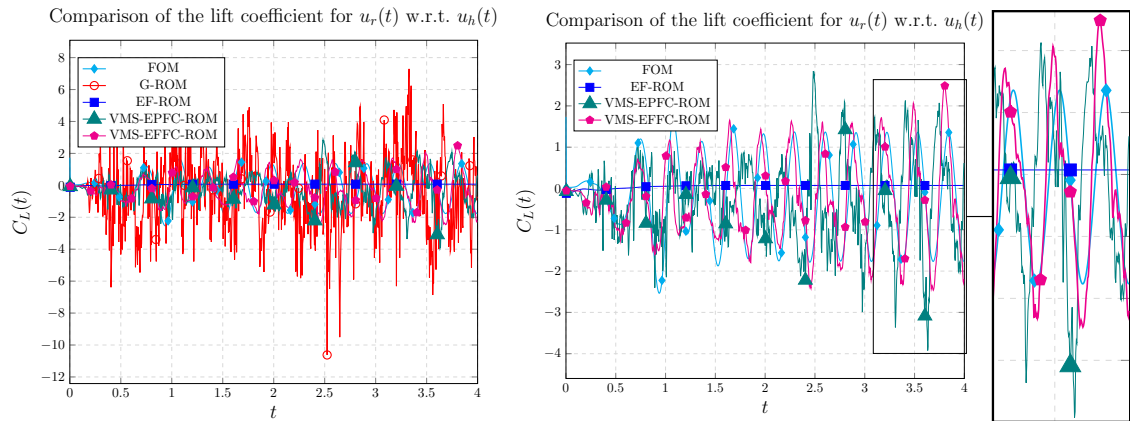 Comparison of the lift coefficient for u_r(t) w.r.t. u_h(t)
8
6
4
2
0
−2
−4
−6
−8
−10
−12
C_L(t)
FOM
G-ROM
EF-ROM
VMS-EPFC-ROM
VMS-EFFC-ROM
0 0.5 1 1.5 2 2.5 3 3.5 4
t
Comparison of the lift coefficient for u_r(t) w.r.t. u_h(t)
3
2
1
0
−1
−2
−3
−4
C_L(t)
FOM
EF-ROM
VMS-EPFC-ROM
VMS-EFFC-ROM
0 0.5 1 1.5 2 2.5 3 3.5 4
t